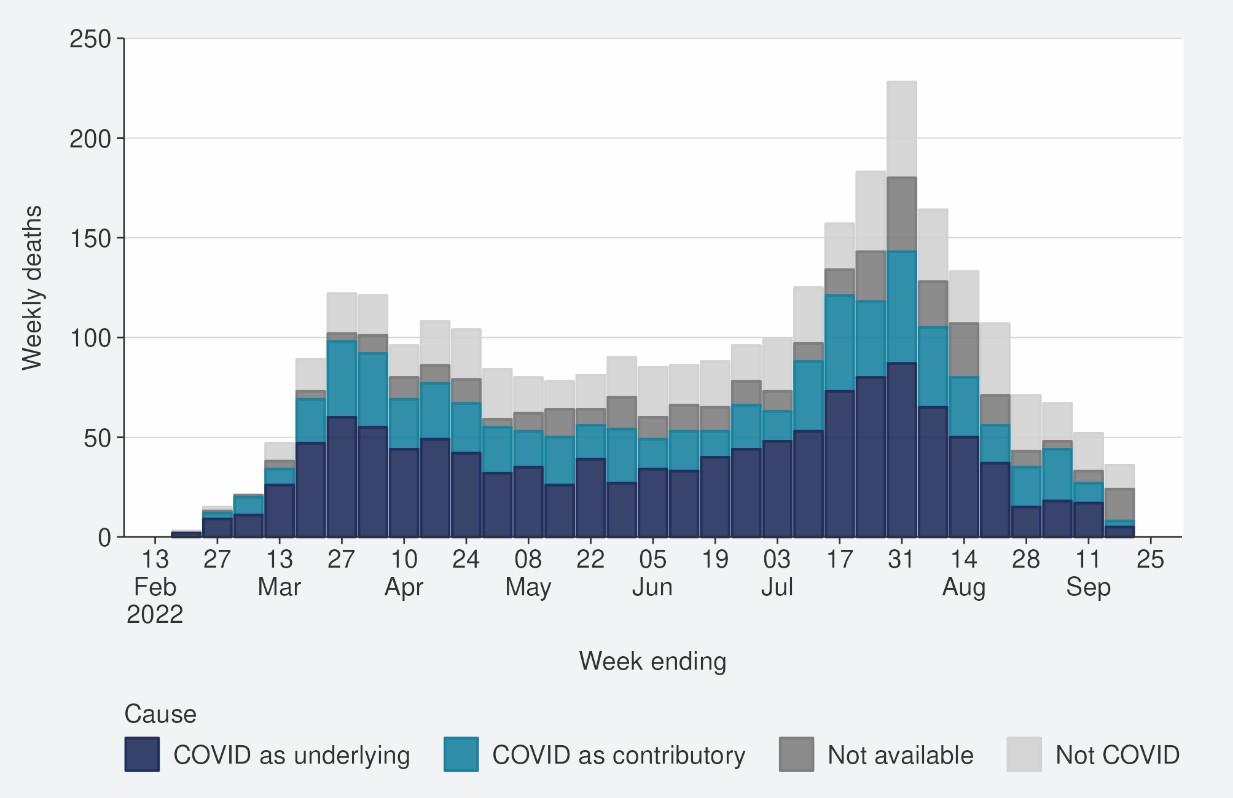 250
200
150
100
50
0
Weekly deaths
13 27 13 27 10 24 08 22 05 19 03 17 31 14 28 11 25
Feb Mar Apr May Jun Jul Aug Sep
2022
Week ending
Cause
COVID as underlying COVID as contributory Not available Not COVID